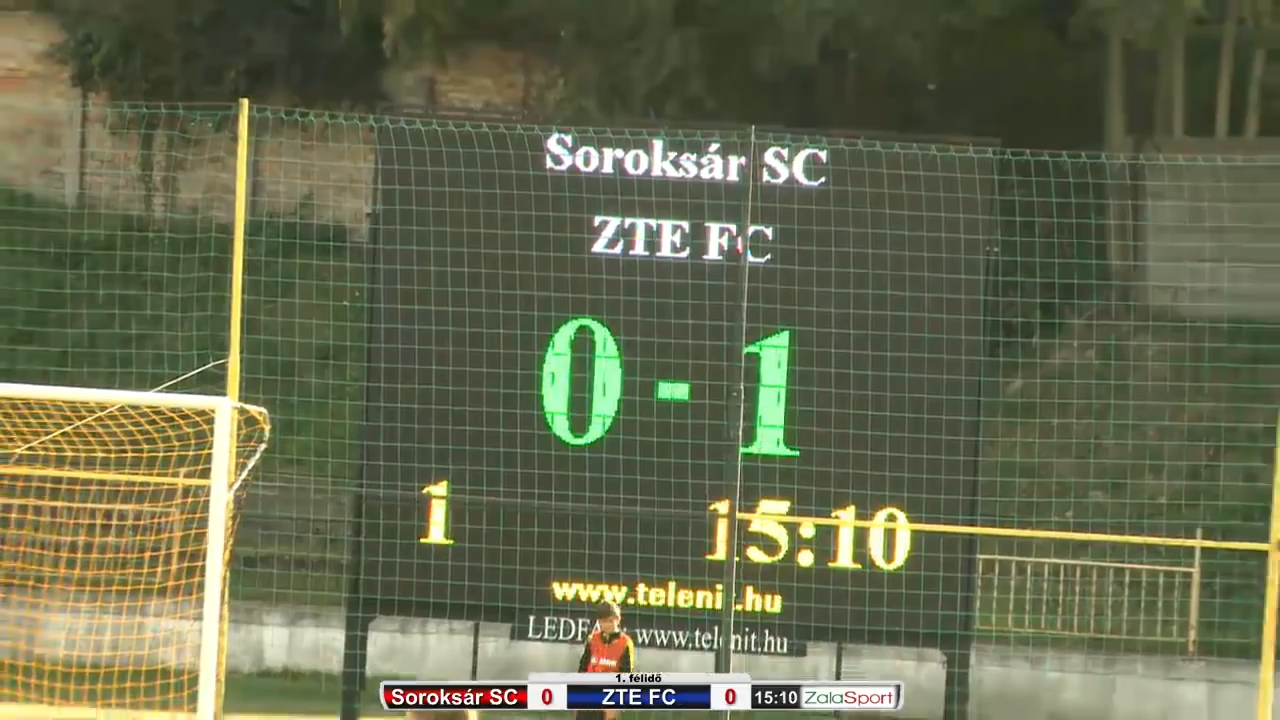 Soroksár SC
ZTE FC
0 - 1
1 15:10
www.telenit.hu
www.telenit.hu
1. félidő
Soroksár SC 0 ZTE FC 0 15:10 ZalaSport